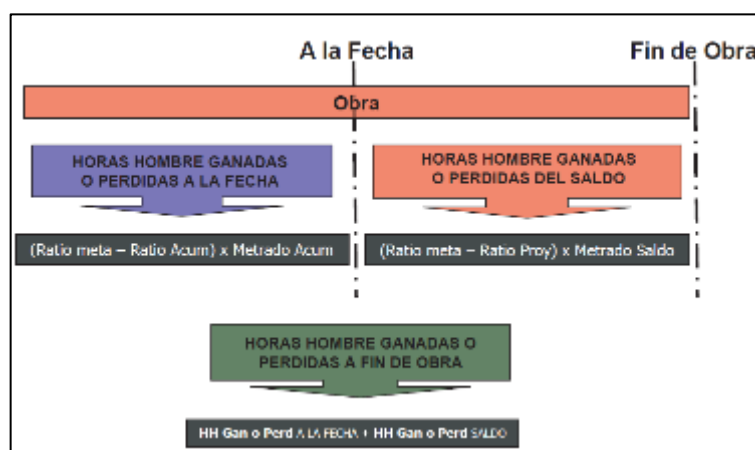 A la Fecha
Fin de Obra
Obra
HORAS HOMBRE GANADAS
O PERDIDAS A LA FECHA
HORAS HOMBRE GANADAS
O PERDIDAS DEL SALDO
(Ratio meta – Ratio Acum) x Metrado Acum
(Ratio meta – Ratio Proy) x Metrado Saldo
HORAS HOMBRE GANADAS O
PERDIDAS A FIN DE OBRA
HH Gan o Perd A LA FECHA + HH Gan o Perd SALDO